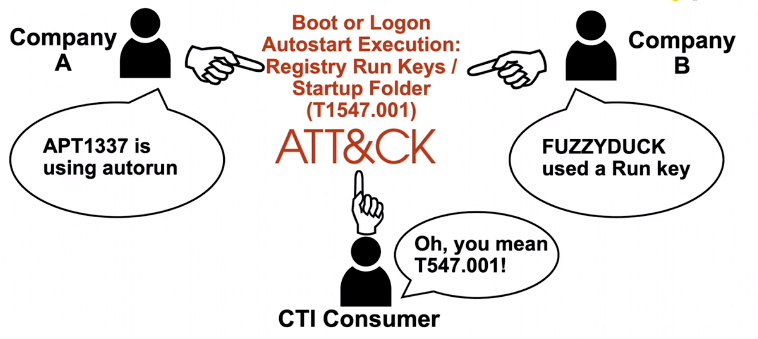 Company
A
Boot or Logon
Autostart Execution:
Registry Run Keys /
Startup Folder
(T1547.001)
ATT&CK
Company
B
APT1337 is
using autorun
FUZZYDUCK
used a Run key
Oh, you mean
T547.001!
CTI Consumer